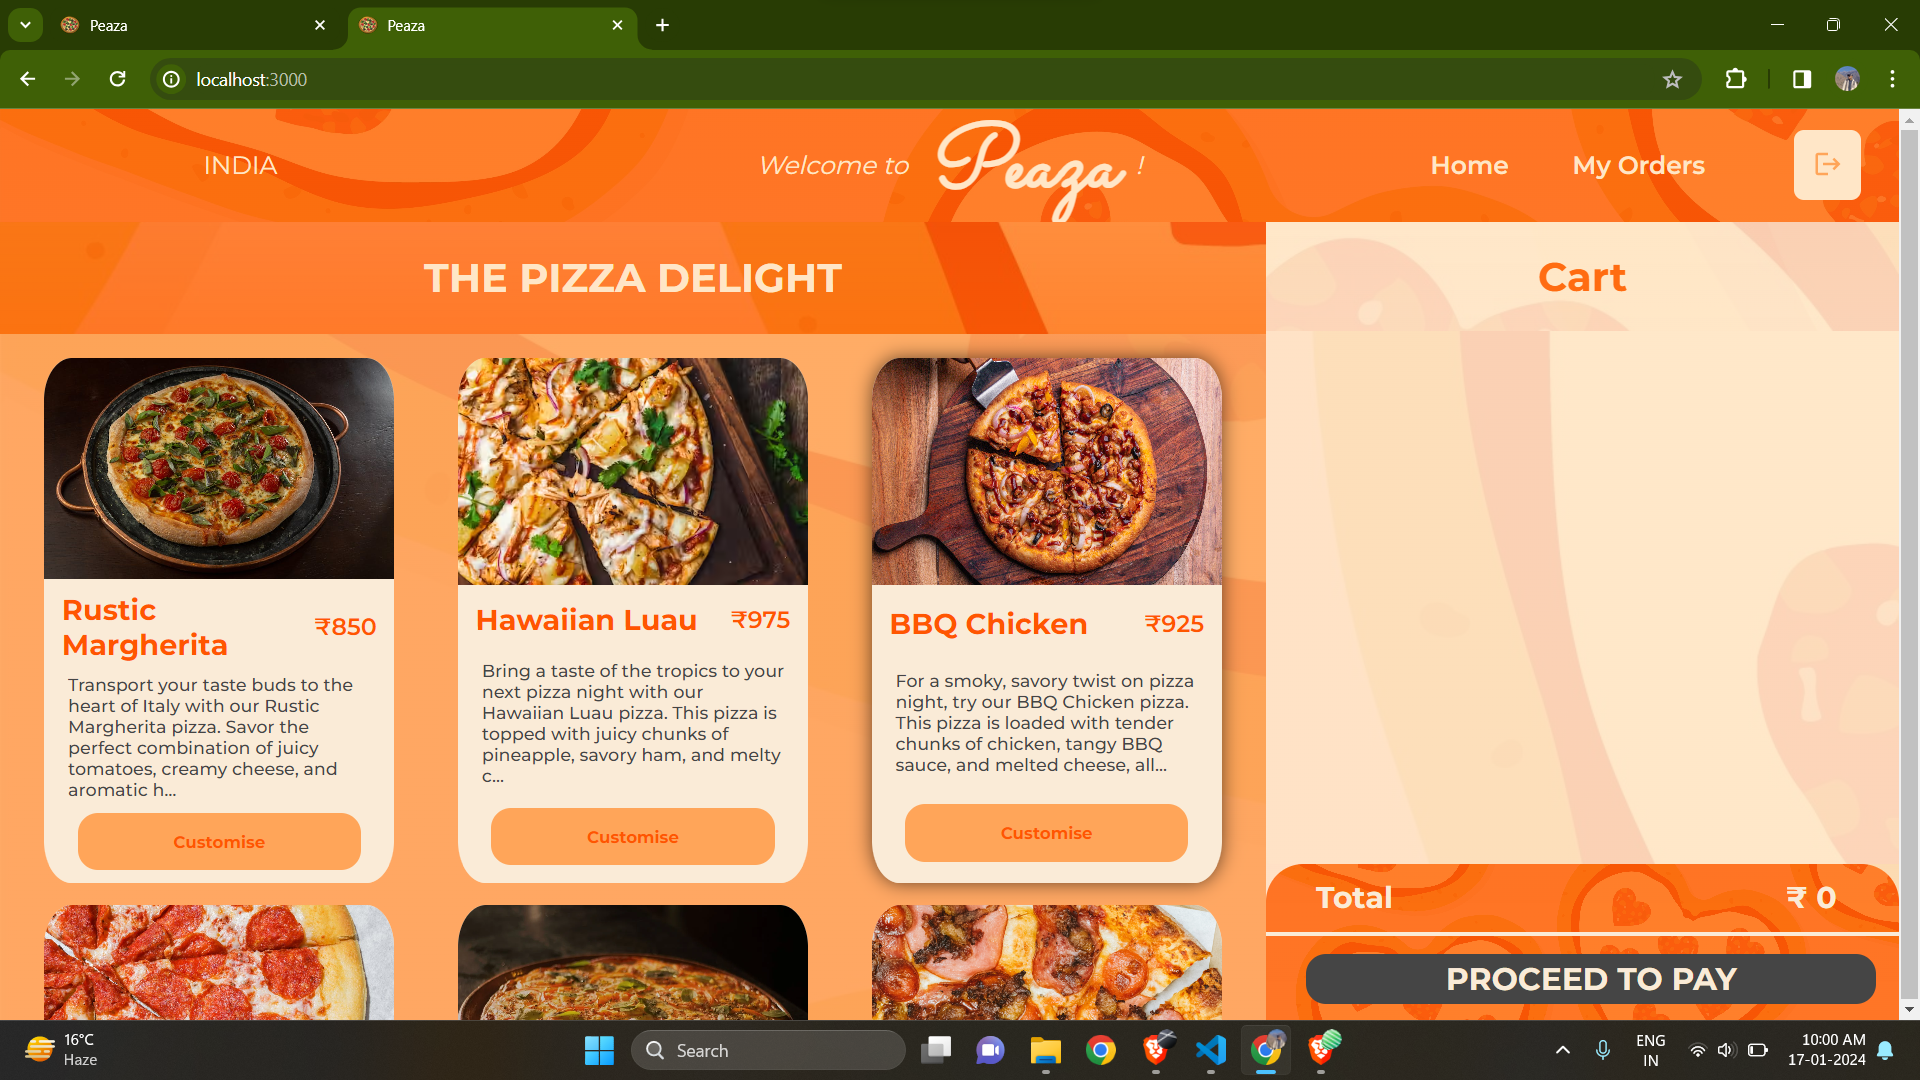 Peaza
Peaza
localhost:3000
INDIA
Welcome to Peaza !
Home
My Orders
THE PIZZA DELIGHT
Cart
Rustic
Margherita
₹850
Transport your taste buds to the
heart of Italy with our Rustic
Margherita pizza. Savor the
perfect combination of juicy
tomatoes, creamy cheese, and
aromatic h...
Customise
Hawaiian Luau
₹975
Bring a taste of the tropics to your
next pizza night with our
Hawaiian Luau pizza. This pizza is
topped with juicy chunks of
pineapple, savory ham, and melty
c...
Customise
BBQ Chicken
₹925
For a smoky, savory twist on pizza
night, try our BBQ Chicken pizza.
This pizza is loaded with tender
chunks of chicken, tangy BBQ
sauce, and melted cheese, all...
Customise
Total
₹ 0
PROCEED TO PAY
16°C
Haze
Search
ENG
IN
10:00 AM
17-01-2024